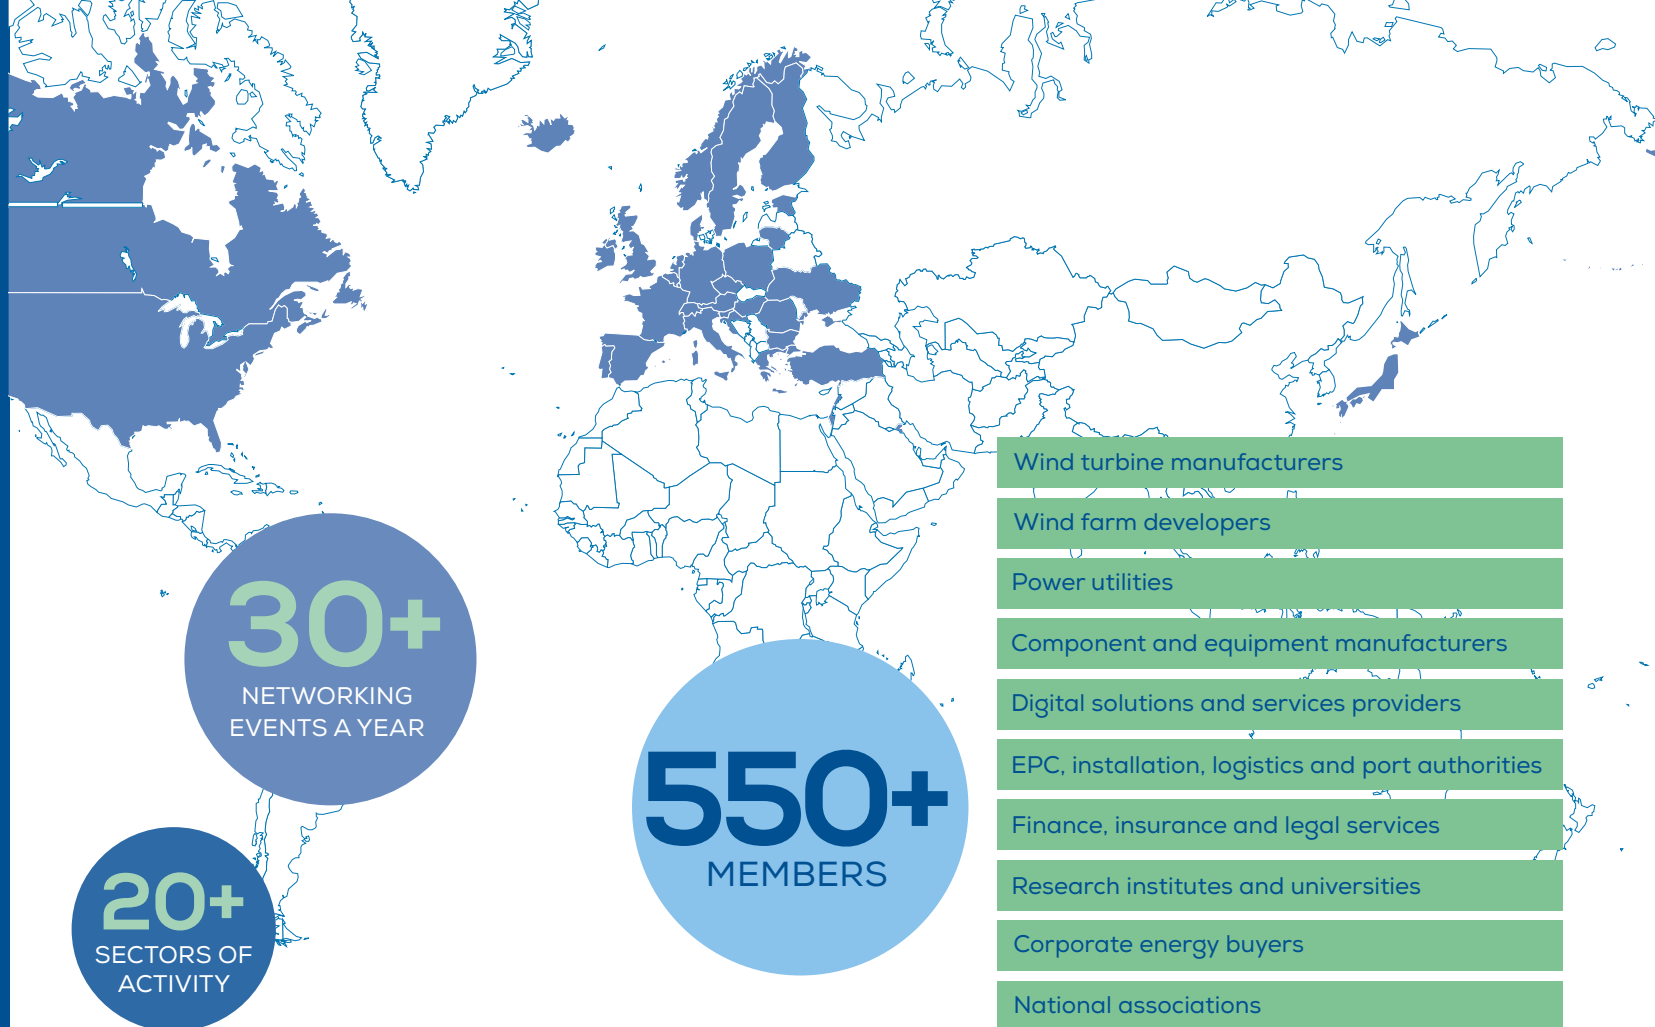 Wind turbine manufacturers
Wind farm developers
Power utilities
Component and equipment manufacturers
Digital solutions and services providers
EPC, installation, logistics and port authorities
Finance, insurance and legal services
Research institutes and universities
Corporate energy buyers
National associations
30+
NETWORKING
EVENTS A YEAR
550+
MEMBERS
20+
SECTORS OF
ACTIVITY